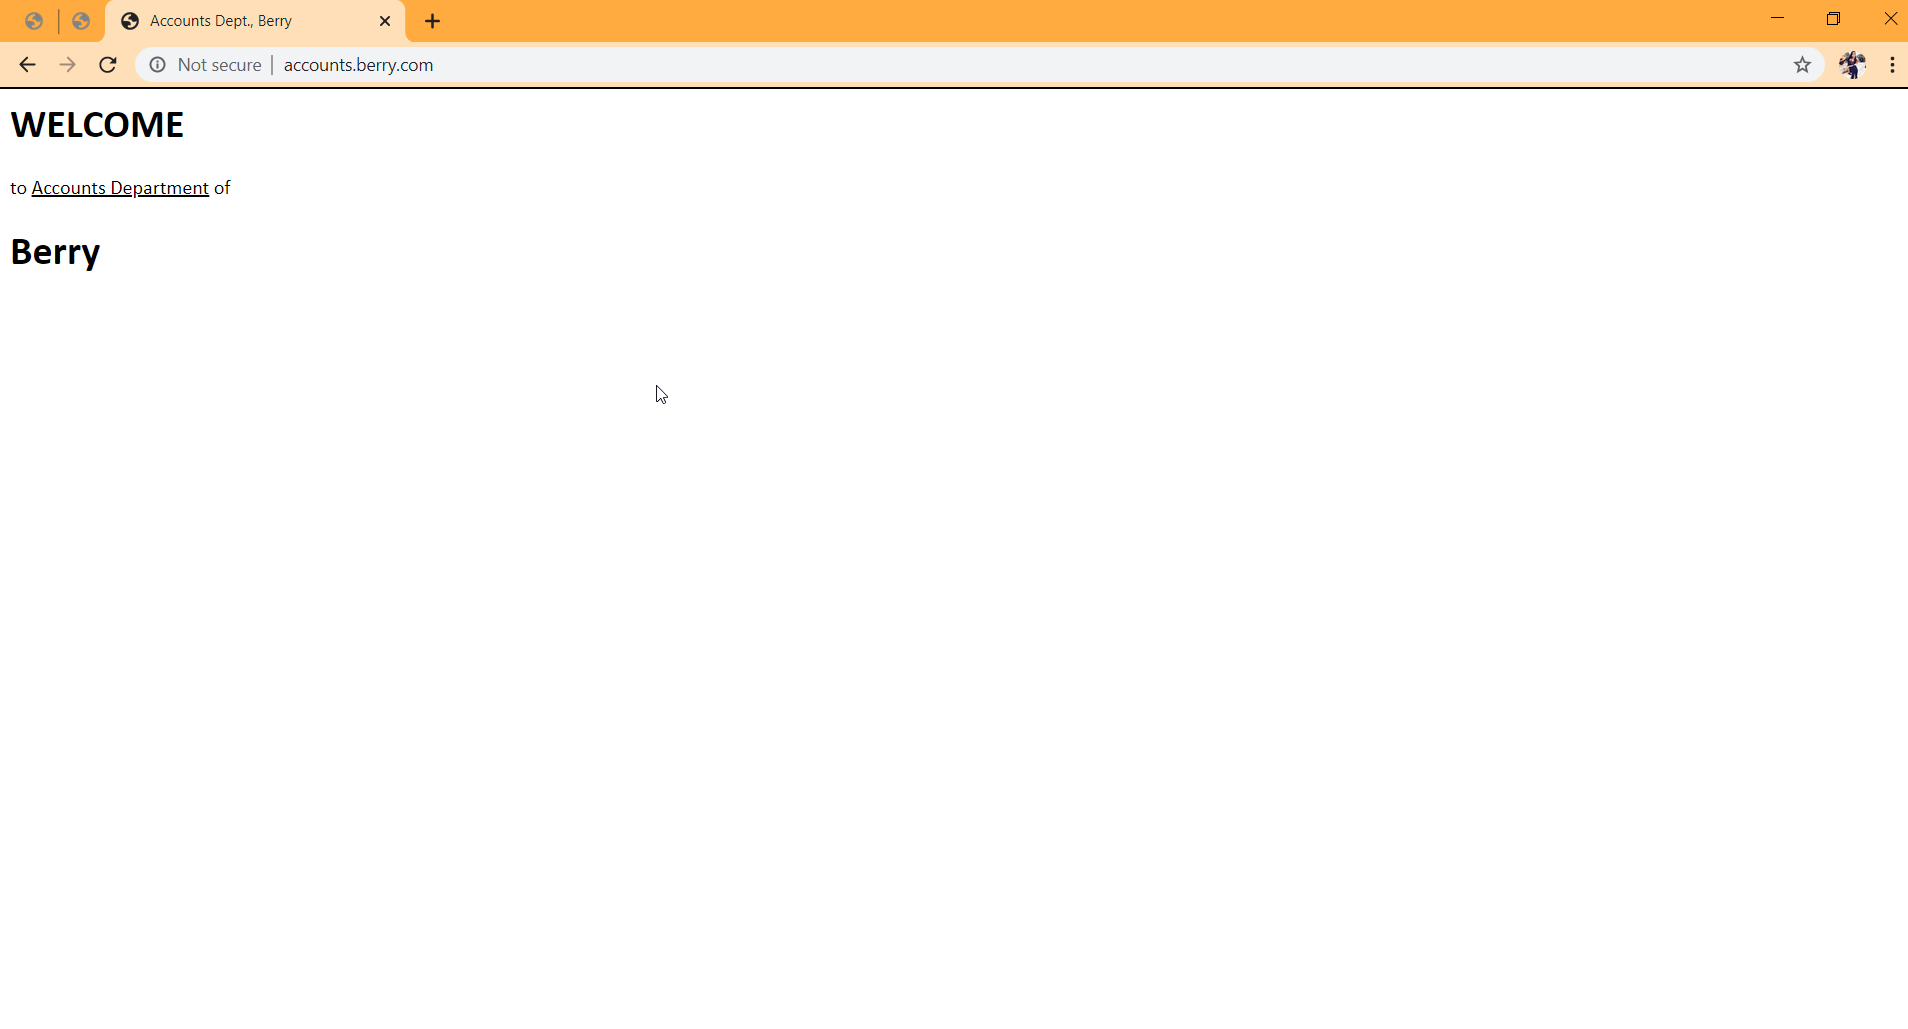 Accounts Dept., Berry
Not secure | accounts.berry.com
WELCOME
to Accounts Department of
Berry